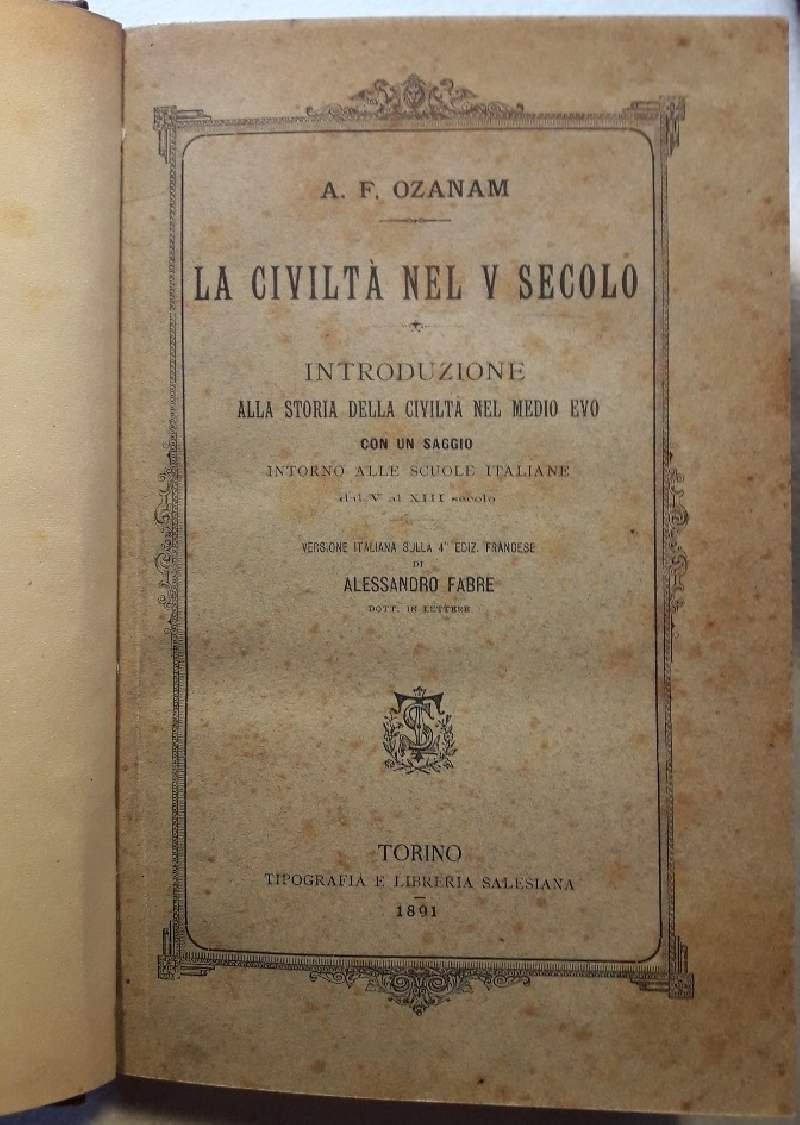 A. F. OZANAM
LA CIVILTÀ NEL V SECOLO
INTRODUZIONE
ALLA STORIA DELLA CIVILTÀ NEL MEDIO EVO
CON UN SAGGIO
INTORNO ALLE SCUOLE ITALIANE
dal V al XIII secolo
VERSIONE ITALIANA SULLA 4ª EDIZ. FRANCESE
DI
ALESSANDRO FABRE
DOTT. IN LETTERE
TORINO
TIPOGRAFIA E LIBRERIA SALESIANA
1891